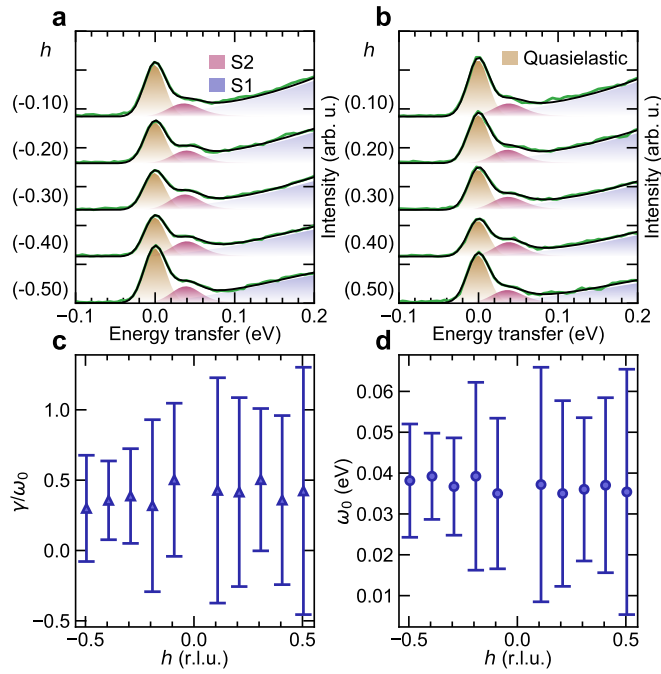 a
h
S2
S1
(-0.10)
(-0.20)
(-0.30)
(-0.40)
(-0.50)
Intensity (arb. u.)
−0.1 0.0 0.1 0.2
Energy transfer (eV)
b
h
Quasielastic
(0.10)
(0.20)
(0.30)
(0.40)
(0.50)
Intensity (arb. u.)
−0.1 0.0 0.1 0.2
Energy transfer (eV)
c
1.0
0.5
0.0
−0.5
γ/ω₀
−0.5 0.0 0.5
h (r.l.u.)
d
0.06
0.05
0.04
0.03
0.02
0.01
ω₀ (eV)
−0.5 0.0 0.5
h (r.l.u.)